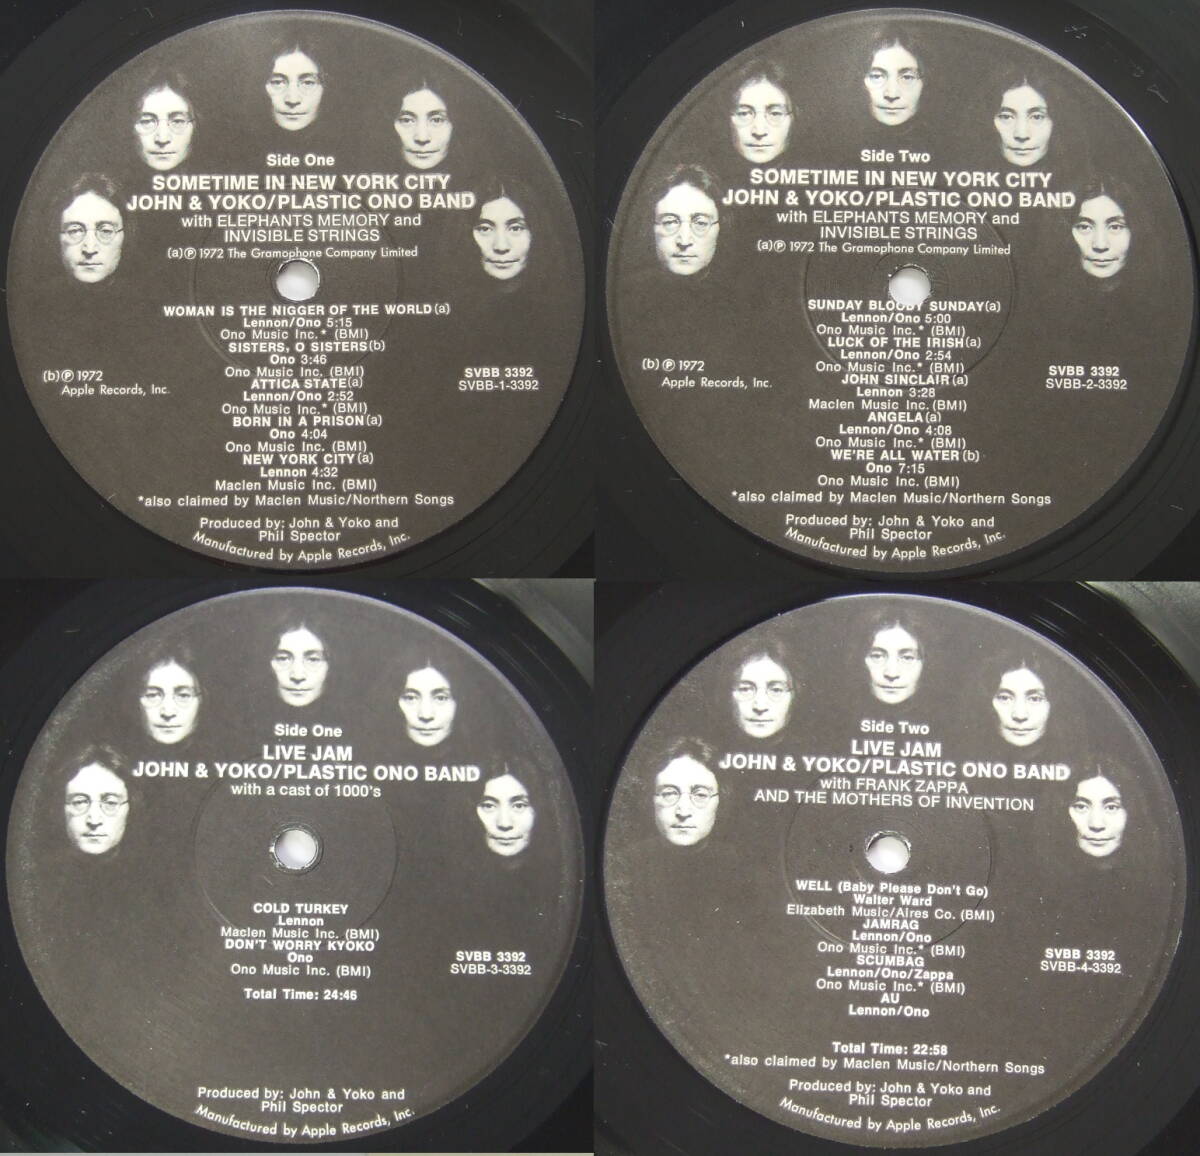 Side One
SOMETIME IN NEW YORK CITY
JOHN & YOKO/PLASTIC ONO BAND
with ELEPHANTS MEMORY and
INVISIBLE STRINGS
(a)℗ 1972 The Gramophone Company Limited
WOMAN IS THE NIGGER OF THE WORLD(a)
Lennon/Ono 5:15
Ono Music Inc.* (BMI)
SISTERS, O SISTERS(b)
Ono 3:46
Ono Music Inc. (BMI)
ATTICA STATE(a)
Lennon/Ono 2:52
Ono Music Inc.* (BMI)
BORN IN A PRISON(a)
Ono 4:04
Ono Music Inc. (BMI)
NEW YORK CITY(a)
Lennon 4:32
Maclen Music Inc. (BMI)
*also claimed by Maclen Music/Northern Songs
(b)℗ 1972
Apple Records, Inc.
SVBB 3392
SVBB-1-3392
Produced by: John & Yoko and
Phil Spector
Manufactured by Apple Records, Inc.
Side Two
SOMETIME IN NEW YORK CITY
JOHN & YOKO/PLASTIC ONO BAND
with ELEPHANTS MEMORY and
INVISIBLE STRINGS
(a)℗ 1972 The Gramophone Company Limited
SUNDAY BLOODY SUNDAY(a)
Lennon/Ono 5:00
Ono Music Inc.* (BMI)
LUCK OF THE IRISH(a)
Lennon/Ono 2:54
Ono Music Inc.* (BMI)
JOHN SINCLAIR(a)
Lennon 3:28
Maclen Music Inc. (BMI)
ANGELA(a)
Lennon/Ono 4:08
Ono Music Inc.* (BMI)
WE'RE ALL WATER(b)
Ono 7:15
Ono Music Inc. (BMI)
*also claimed by Maclen Music/Northern Songs
(b)℗ 1972
Apple Records, Inc.
SVBB 3392
SVBB-2-3392
Produced by: John & Yoko and
Phil Spector
Manufactured by Apple Records, Inc.
Side One
LIVE JAM
JOHN & YOKO/PLASTIC ONO BAND
with a cast of 1000's
COLD TURKEY
Lennon
Maclen Music Inc. (BMI)
DON'T WORRY KYOKO
Ono
Ono Music Inc. (BMI)
Total Time: 24:46
SVBB 3392
SVBB-3-3392
Produced by: John & Yoko and
Phil Spector
Manufactured by Apple Records, Inc.
Side Two
LIVE JAM
JOHN & YOKO/PLASTIC ONO BAND
with FRANK ZAPPA
AND THE MOTHERS OF INVENTION
WELL (Baby Please Don't Go)
Walter Ward
Elizabeth Music/Aires Co. (BMI)
JAMRAG
Lennon/Ono
Ono Music Inc.* (BMI)
SCUMBAG
Lennon/Ono/Zappa
Ono Music Inc.* (BMI)
AU
Lennon/Ono
Total Time: 22:58
*also claimed by Maclen Music/Northern Songs
SVBB 3392
SVBB-4-3392
Produced by: John & Yoko and
Phil Spector
Manufactured by Apple Records, Inc.